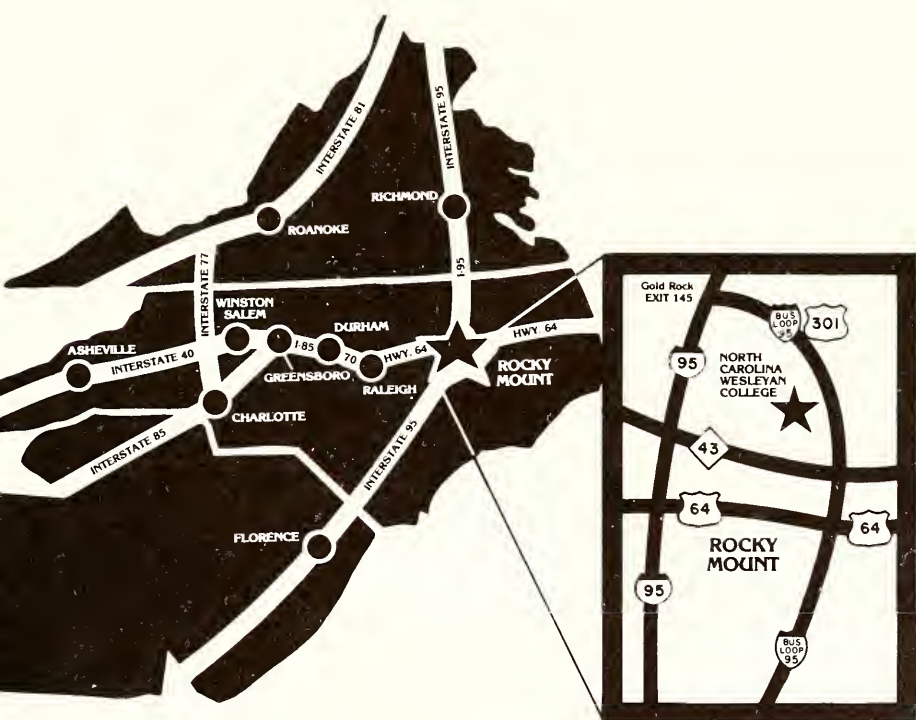 INTERSTATE 81
INTERSTATE 95
RICHMOND
ROANOKE
I-95
INTERSTATE 77
WINSTON
SALEM
DURHAM
I-85
70
HWY. 64
HWY. 64
ASHEVILLE
INTERSTATE 40
GREENSBORO
RALEIGH
ROCKY
MOUNT
CHARLOTTE
INTERSTATE 85
INTERSTATE 95
FLORENCE
Gold Rock
EXIT 145
BUS
LOOP
95
301
95
NORTH
CAROLINA
WESLEYAN
COLLEGE
43
64
64
ROCKY
MOUNT
95
BUS
LOOP
95